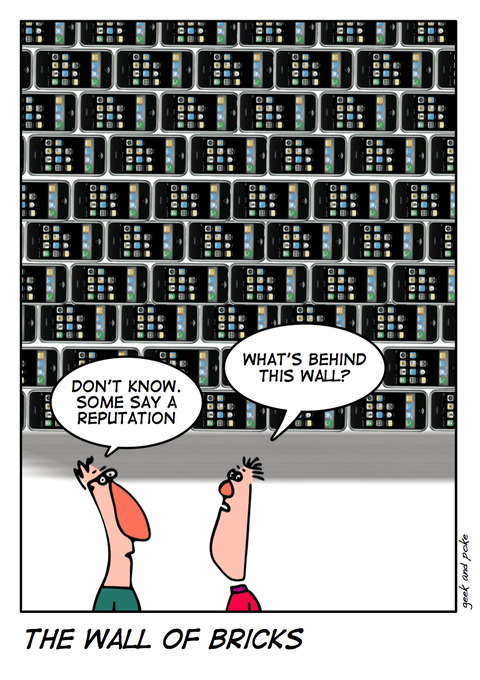 WHAT'S BEHIND
THIS WALL?
DON'T KNOW.
SOME SAY A
REPUTATION
geek and poke
THE WALL OF BRICKS